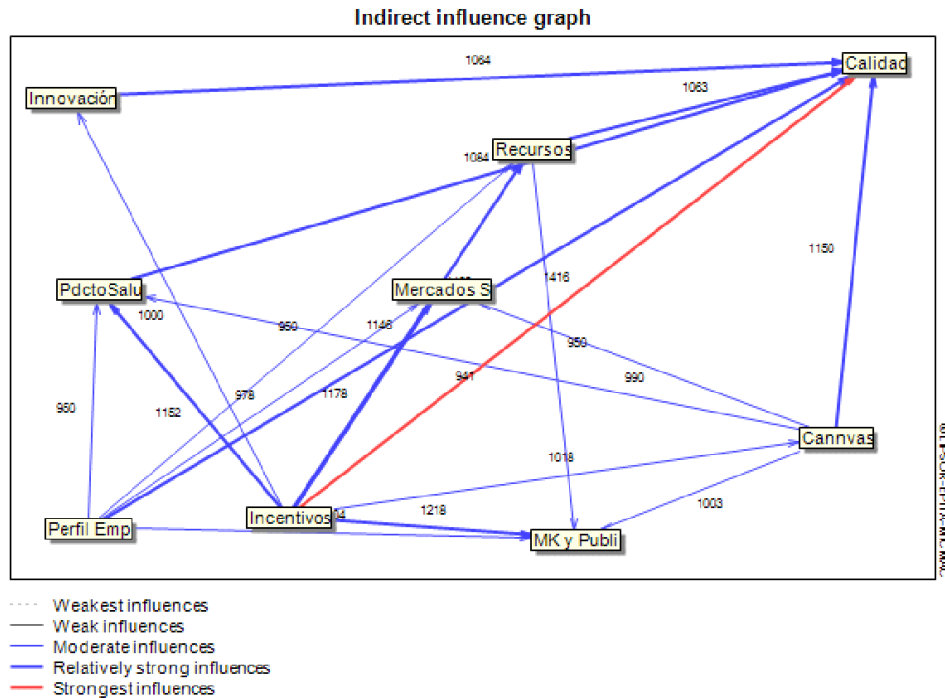 Indirect influence graph
1064
Calidad
1063
Innovación
Recursos
1084
1150
1416
PdctoSalu
Mercados S
1000
950
1146
950
941
990
950
1152
978
1178
Cannvas
1018
1003
Perfil Emp
Incentivos
1218
MK y Publi
Weakest influences
Weak influences
Moderate influences
Relatively strong influences
Strongest influences